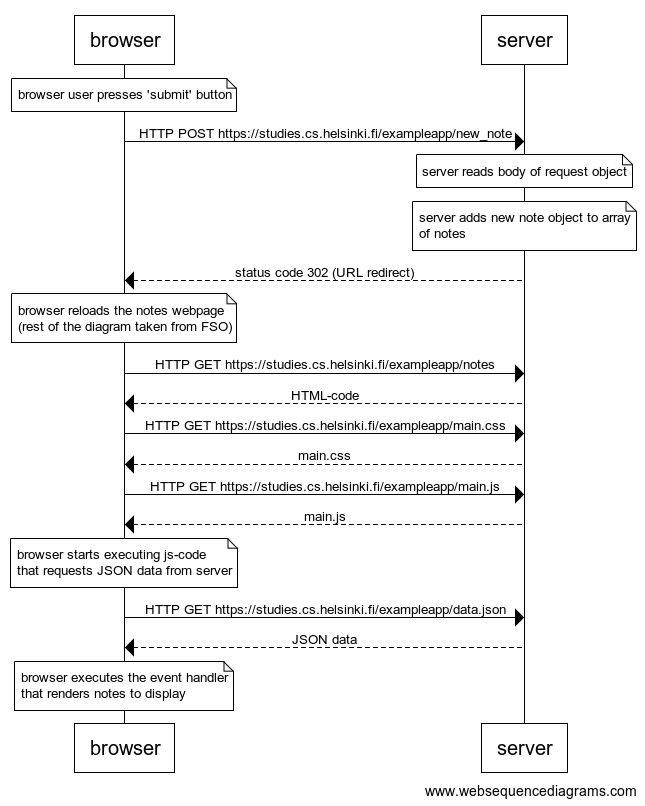 browser
server
browser user presses 'submit' button
HTTP POST https://studies.cs.helsinki.fi/exampleapp/new_note
server reads body of request object
server adds new note object to array
of notes
status code 302 (URL redirect)
browser reloads the notes webpage
(rest of the diagram taken from FSO)
HTTP GET https://studies.cs.helsinki.fi/exampleapp/notes
HTML-code
HTTP GET https://studies.cs.helsinki.fi/exampleapp/main.css
main.css
HTTP GET https://studies.cs.helsinki.fi/exampleapp/main.js
main.js
browser starts executing js-code
that requests JSON data from server
HTTP GET https://studies.cs.helsinki.fi/exampleapp/data.json
JSON data
browser executes the event handler
that renders notes to display
browser
server
www.websequencediagrams.com